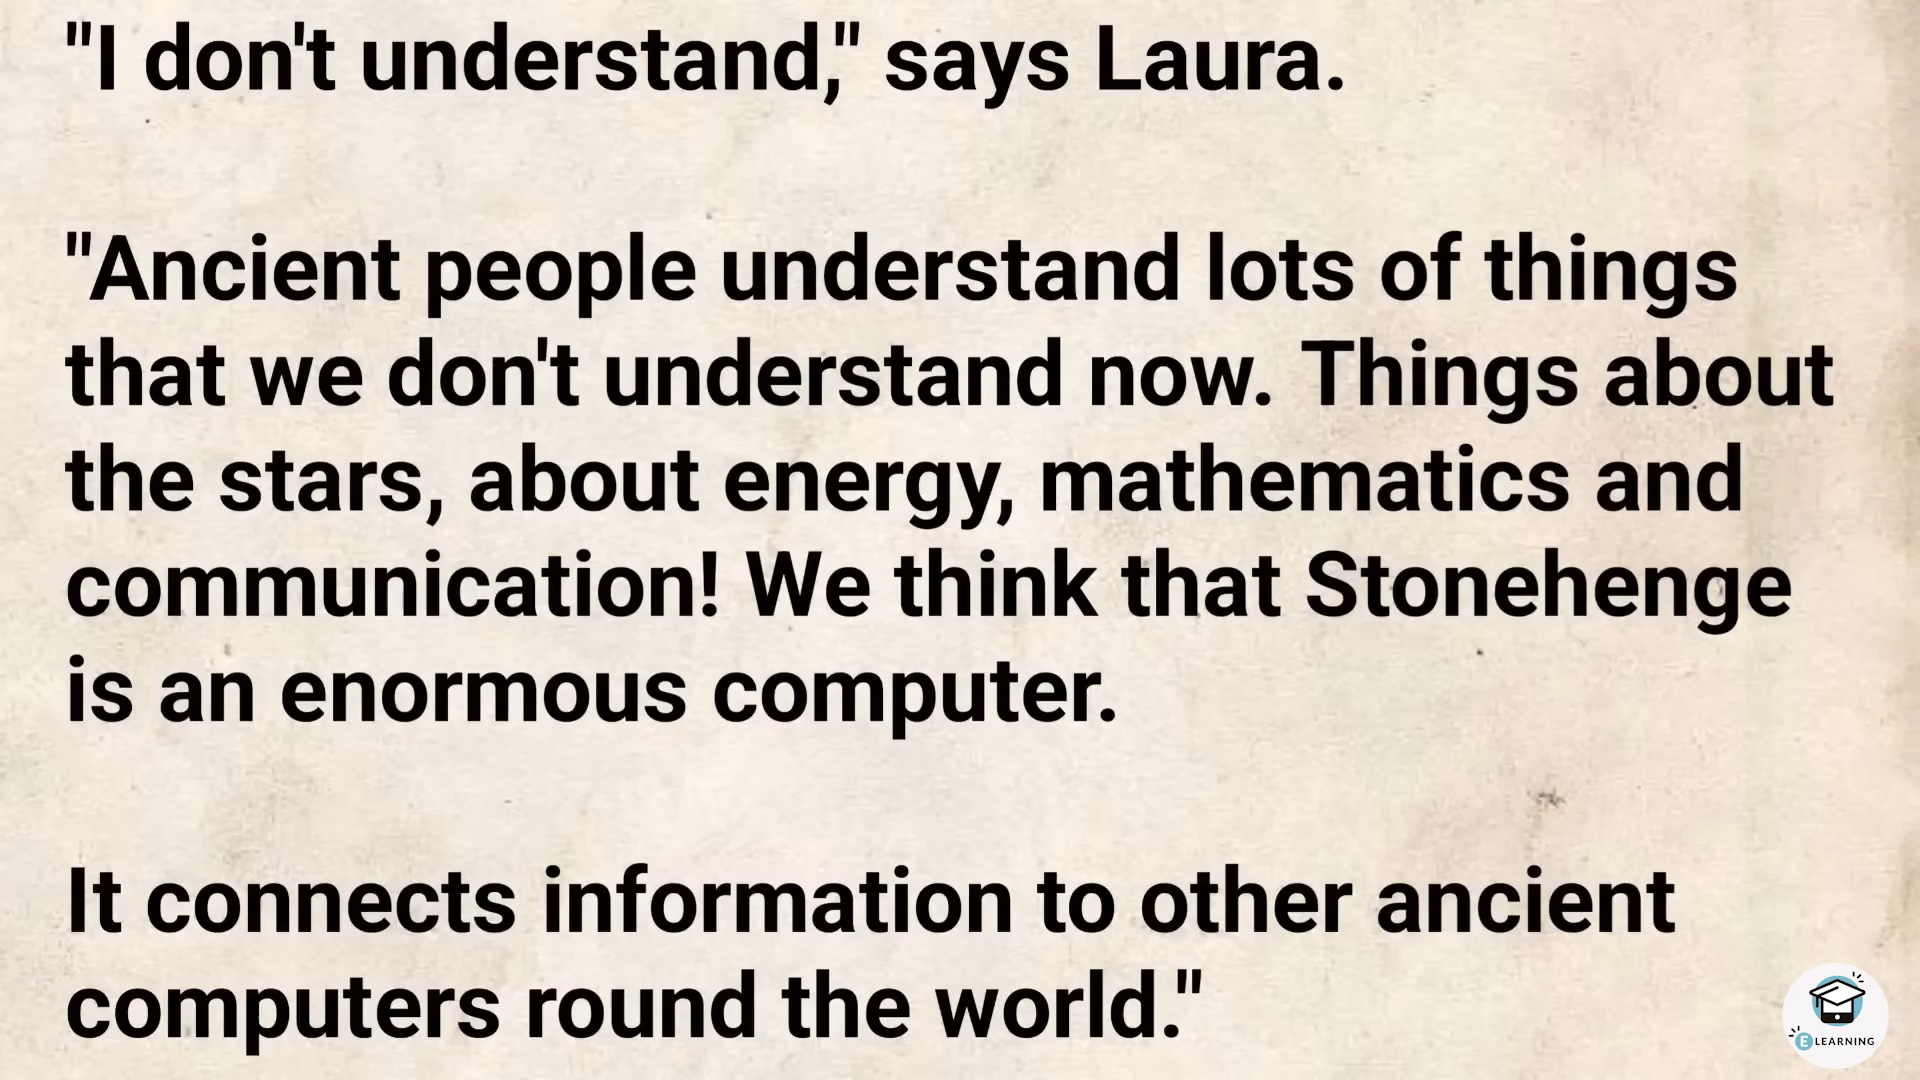 "I don't understand," says Laura.
"Ancient people understand lots of things
that we don't understand now. Things about
the stars, about energy, mathematics and
communication! We think that Stonehenge
is an enormous computer.
It connects information to other ancient
computers round the world."
E LEARNING